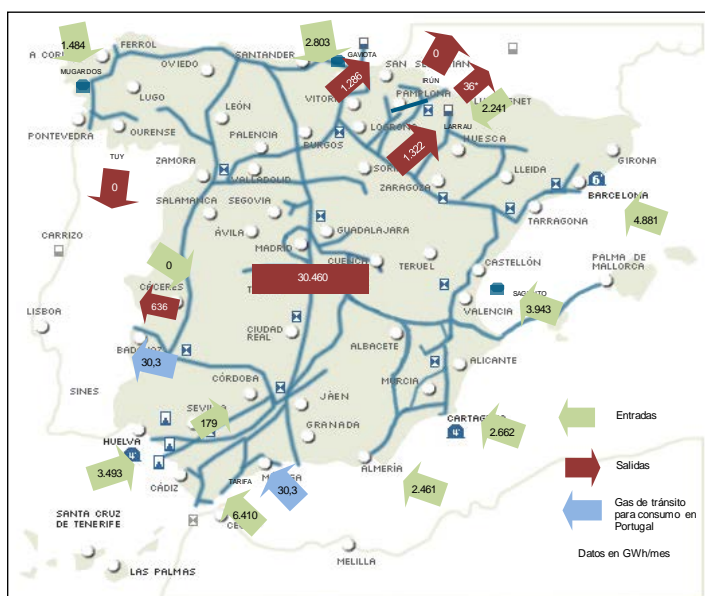 1.484
FERROL
2.803
GAVIOTA
0
SANTANDER
OVIEDO
MUGARDOS
IRÚN
36*
1.286
PAMPLONA
LUGO
VITORIA
2.241
LEÓN
LOGROÑO
LARRAU
PONTEVEDRA
OURENSE
PALENCIA
BURGOS
HUESCA
1.322
GIRONA
TUY
ZAMORA
VALLADOLID
LLEIDA
0
ZARAGOZA
BARCELONA
SALAMANCA
SEGOVIA
TARRAGONA
4.881
ÁVILA
GUADALAJARA
CARRIZO
MADRID
CUENCA
TERUEL
CASTELLÓN
PALMA
DE MALLORCA
0
30.460
CÁCERES
SAGUNTO
636
VALENCIA
3.943
LISBOA
CIUDAD
REAL
ALBACETE
BADAJOZ
30,3
ALICANTE
MURCIA
SINES
CÓRDOBA
JÁEN
SEVILLA
179
CARTAGENA
Entradas
HUELVA
GRANADA
2.662
3.493
ALMERÍA
Salidas
CÁDIZ
TARIFA
MÁLAGA
30,3
2.461
Gas de tránsito
para consumo en
Portugal
6.410
SANTA CRUZ
DE TENERIFE
Datos en GWh/mes
MELILLA
LAS PALMAS